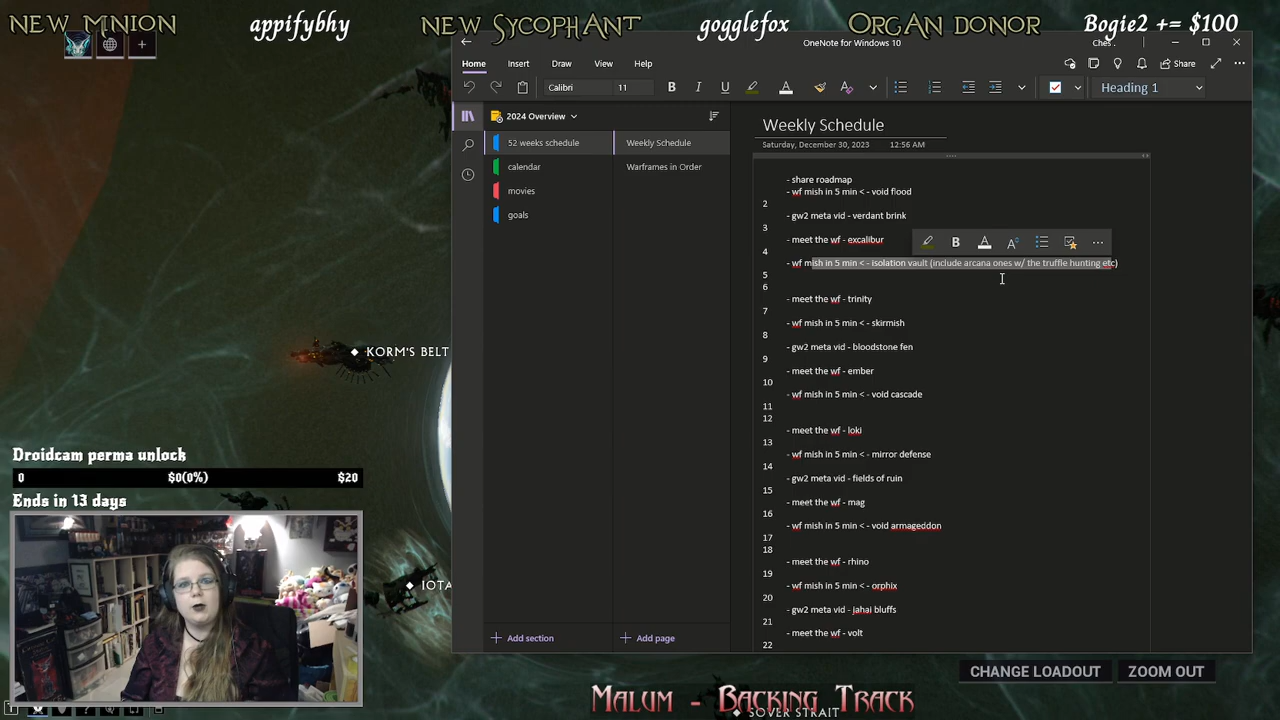 NEW MINION appifybhy NEW SYCOPHANT gogglefox ORGAN DONOR Bogie2 += $100
OneNote for Windows 10 Ches .
Home Insert Draw View Help Share
Calibri 11 B I U A Heading 1
2024 Overview
52 weeks schedule
calendar
movies
goals
Weekly Schedule
Warframes in Order
Weekly Schedule
Saturday, December 30, 2023 12:56 AM
- share roadmap
- wf mish in 5 min < - void flood
2
- gw2 meta vid - verdant brink
3
- meet the wf - excalibur
4
- wf mish in 5 min < - isolation vault (include arcana ones w/ the truffle hunting etc)
5
6
- meet the wf - trinity
7
- wf mish in 5 min < - skirmish
8
- gw2 meta vid - bloodstone fen
9
- meet the wf - ember
10
- wf mish in 5 min < - void cascade
11
12
- meet the wf - loki
13
- wf mish in 5 min < - mirror defense
14
- gw2 meta vid - fields of ruin
15
- meet the wf - mag
16
- wf mish in 5 min < - void armageddon
17
18
- meet the wf - rhino
19
- wf mish in 5 min < - orphix
20
- gw2 meta vid - jahai bluffs
21
- meet the wf - volt
22
Add section Add page
KORM'S BELT
IOTA
Droidcam perma unlock
0 $0(0%) $20
Ends in 13 days
CHANGE LOADOUT ZOOM OUT
Malum - Backing Track
SOVER STRAIT